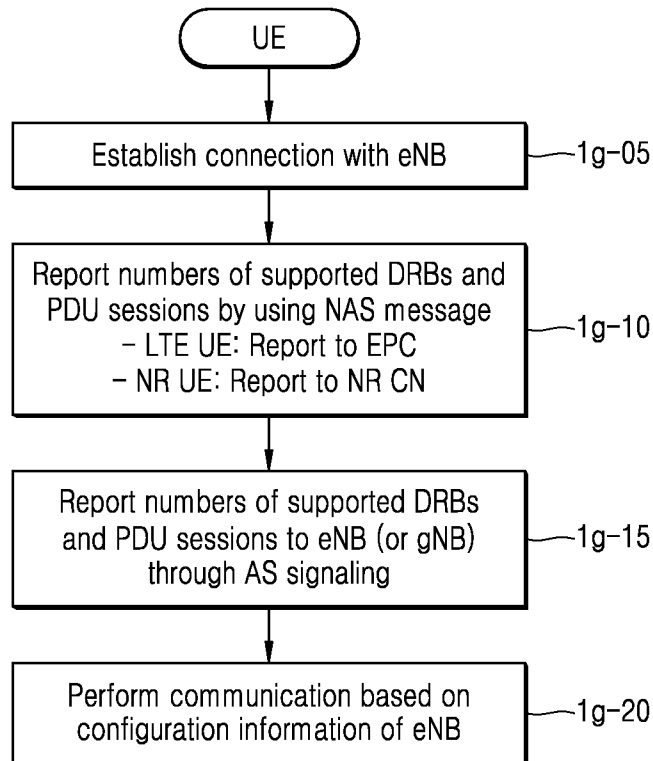 UE
Establish connection with eNB
1g-05
Report numbers of supported DRBs and
PDU sessions by using NAS message
- LTE UE: Report to EPC
- NR UE: Report to NR CN
1g-10
Report numbers of supported DRBs
and PDU sessions to eNB (or gNB)
through AS signaling
1g-15
Perform communication based on
configuration information of eNB
1g-20